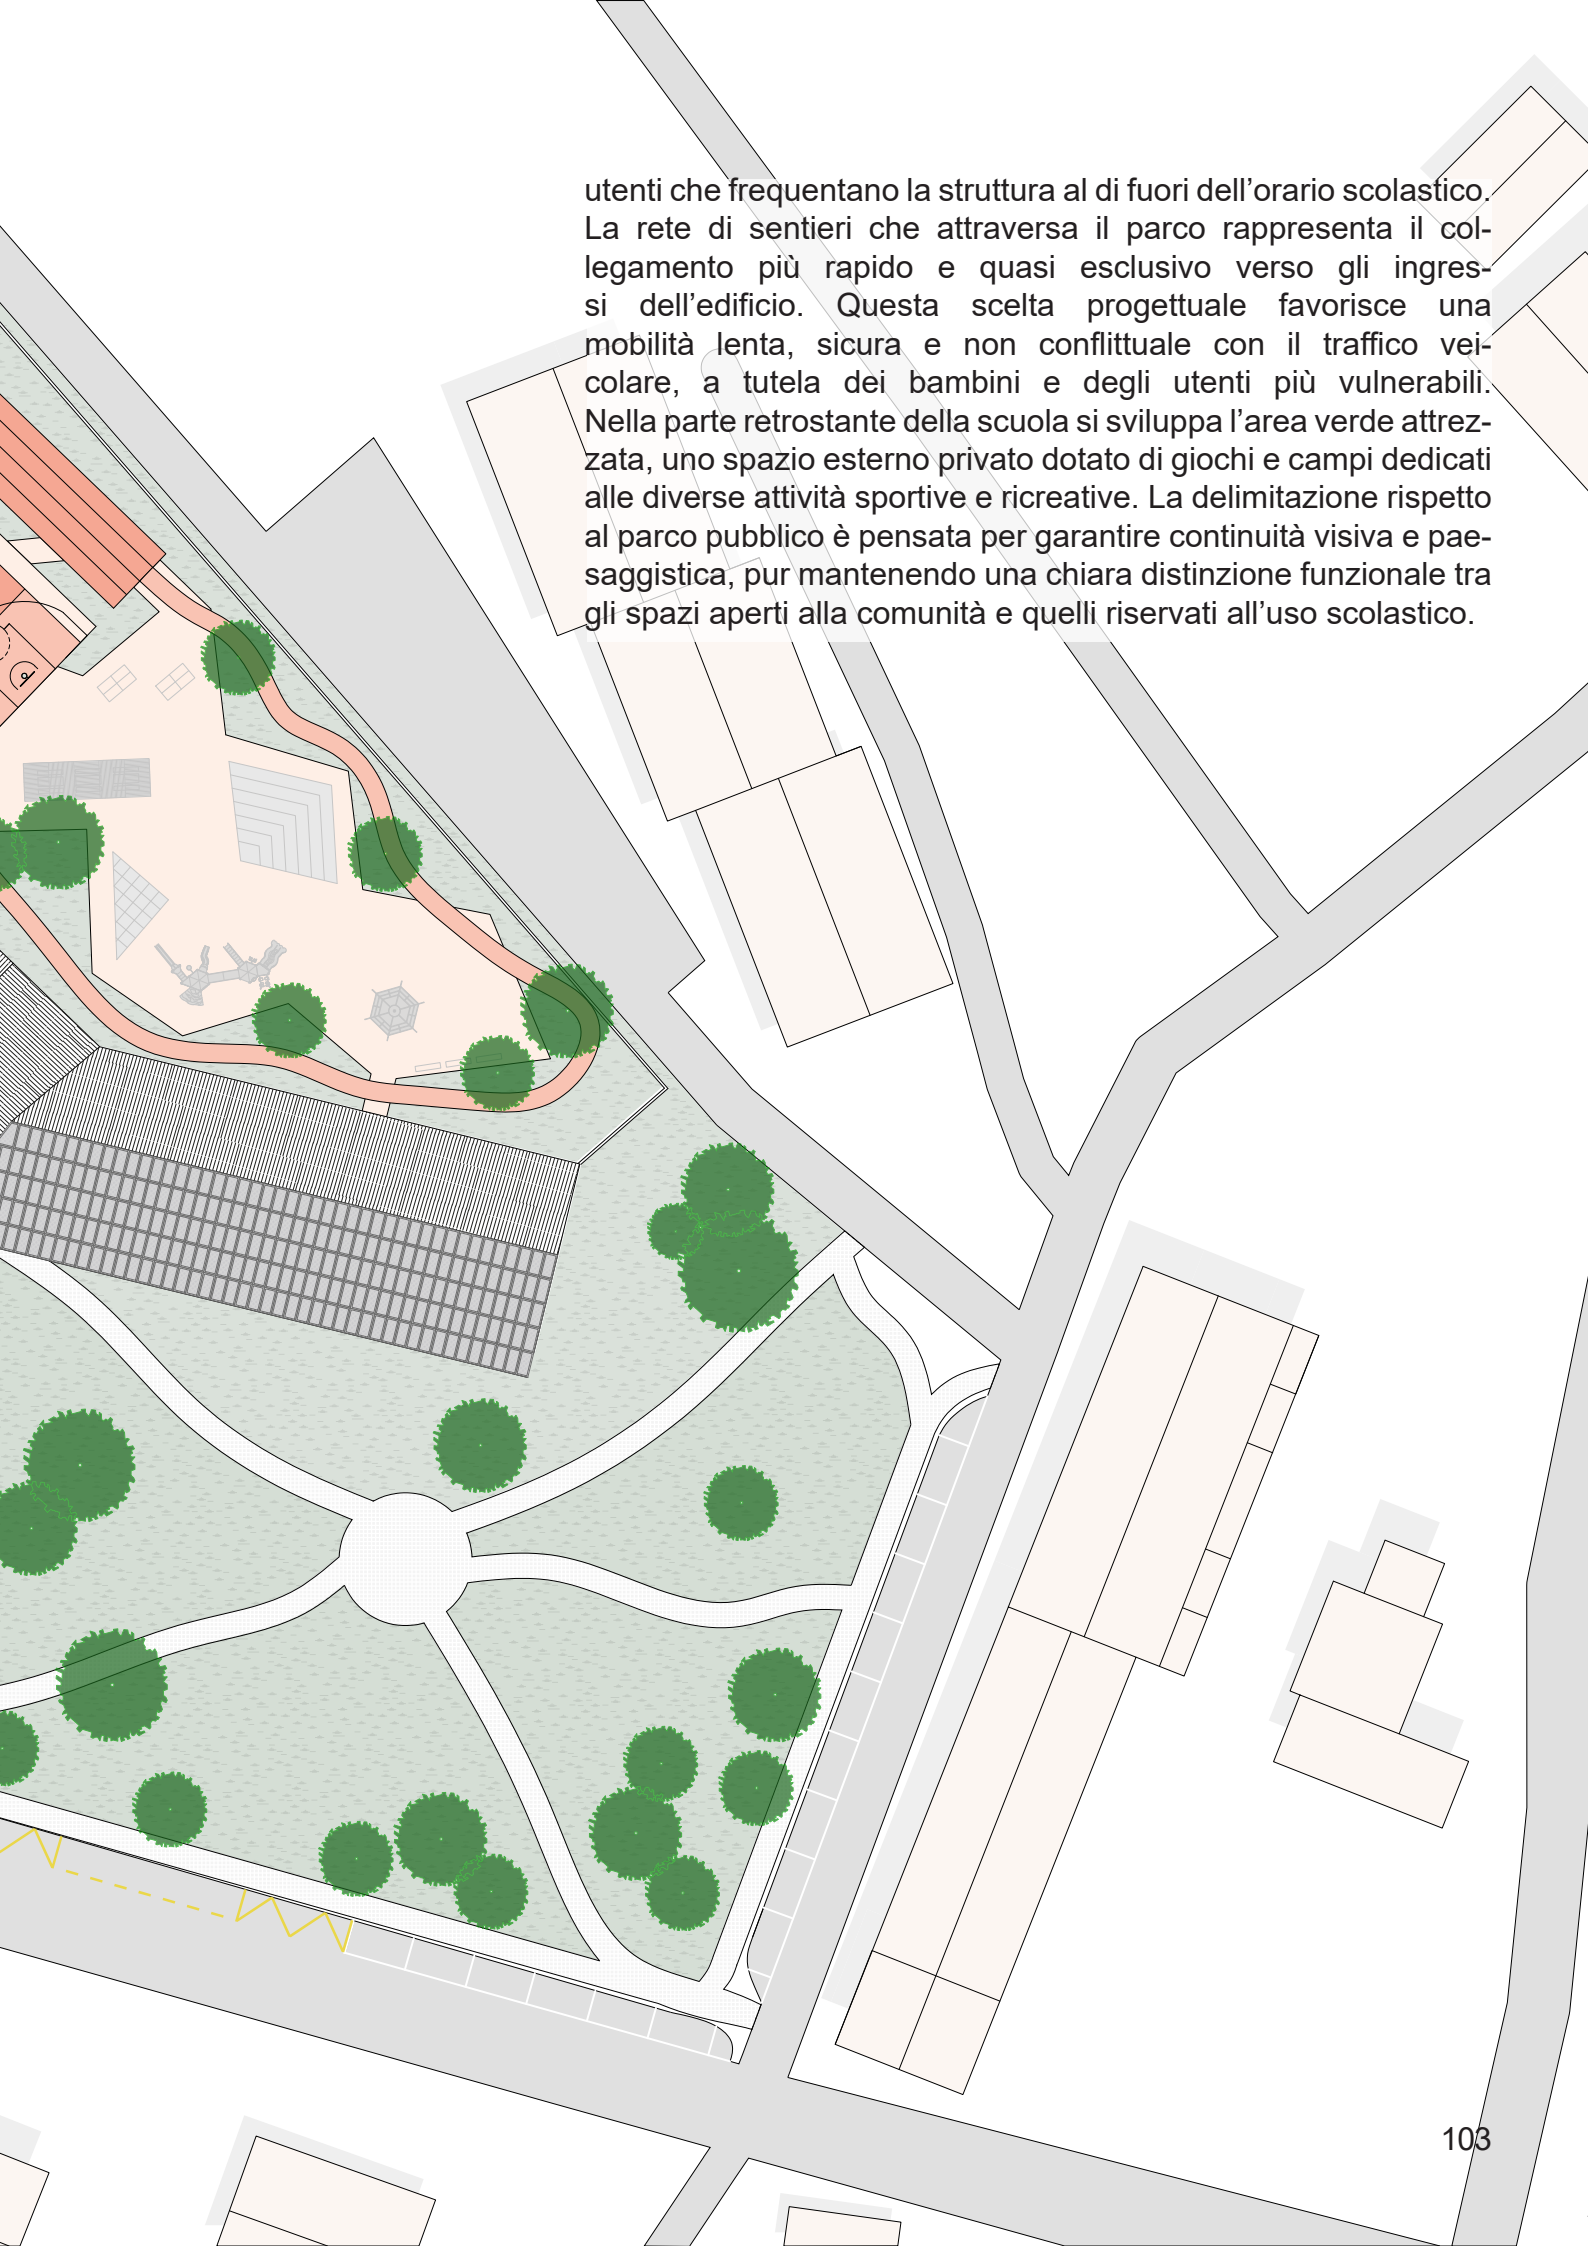 utenti che frequentano la struttura al di fuori dell’orario scolastico.
La rete di sentieri che attraversa il parco rappresenta il col-
legamento più rapido e quasi esclusivo verso gli ingres-
si dell’edificio. Questa scelta progettuale favorisce una
mobilità lenta, sicura e non conflittuale con il traffico vei-
colare, a tutela dei bambini e degli utenti più vulnerabili.
Nella parte retrostante della scuola si sviluppa l’area verde attrez-
zata, uno spazio esterno privato dotato di giochi e campi dedicati
alle diverse attività sportive e ricreative. La delimitazione rispetto
al parco pubblico è pensata per garantire continuità visiva e pae-
saggistica, pur mantenendo una chiara distinzione funzionale tra
gli spazi aperti alla comunità e quelli riservati all’uso scolastico.
103